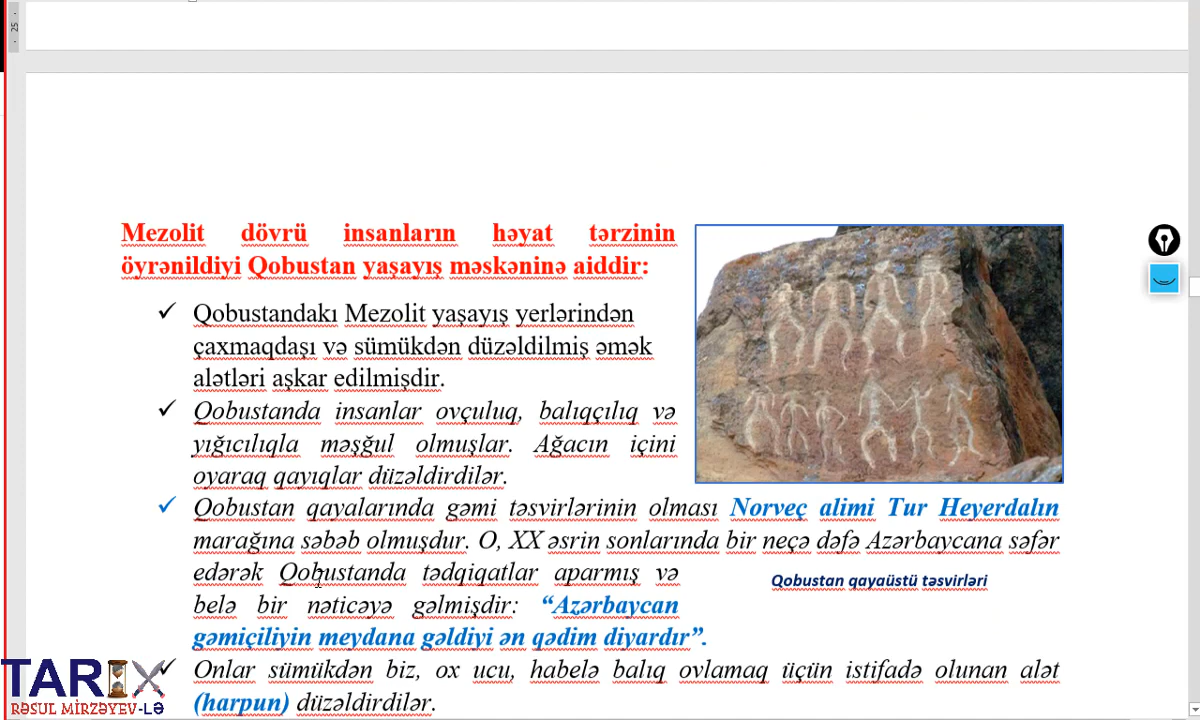 25
Mezolit dövrü insanların həyat tərzinin
öyrənildiyi Qobustan yaşayış məskəninə aiddir:
✓ Qobustandakı Mezolit yaşayış yerlərindən
çaxmaqdaşı və sümükdən düzəldilmiş əmək
alətləri aşkar edilmişdir.
✓ Qobustanda insanlar ovçuluq, balıqçılıq və
yığıcılıqla məşğul olmuşlar. Ağacın içini
oyaraq qayıqlar düzəldirdilər.
✓ Qobustan qayalarında gəmi təsvirlərinin olması Norveç alimi Tur Heyerdalın
marağına səbəb olmuşdur. O, XX əsrin sonlarında bir neçə dəfə Azərbaycana səfər
edərək Qobustanda tədqiqatlar aparmış və
belə bir nəticəyə gəlmişdir: “Azərbaycan
gəmiçiliyin meydana gəldiyi ən qədim diyardır”.
Qobustan qayaüstü təsvirləri
✓ Onlar sümükdən biz, ox ucu, habelə balıq ovlamaq üçün istifadə olunan alət
(harpun) düzəldirdilər.
TARIX
RƏSUL MİRZƏYEV-LƏ